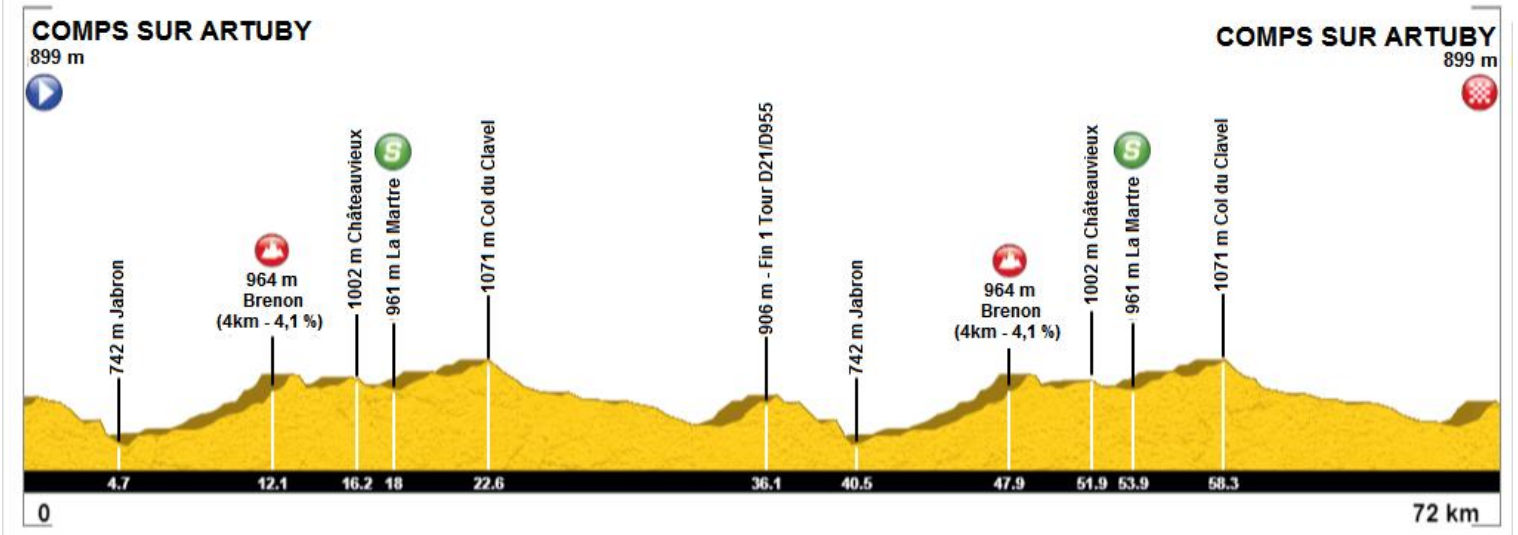 COMPS SUR ARTUBY
899 m
COMPS SUR ARTUBY
899 m
742 m Jabron
964 m
Brenon
(4km - 4,1 %)
1002 m Châteauvieux
S
961 m La Martre
1071 m Col du Clavel
906 m - Fin 1 Tour D21/D955
742 m Jabron
964 m
Brenon
(4km - 4,1 %)
1002 m Châteauvieux
S
961 m La Martre
1071 m Col du Clavel
4.7 12.1 16.2 18 22.6 36.1 40.5 47.9 51.9 53.9 58.3
0 72 km